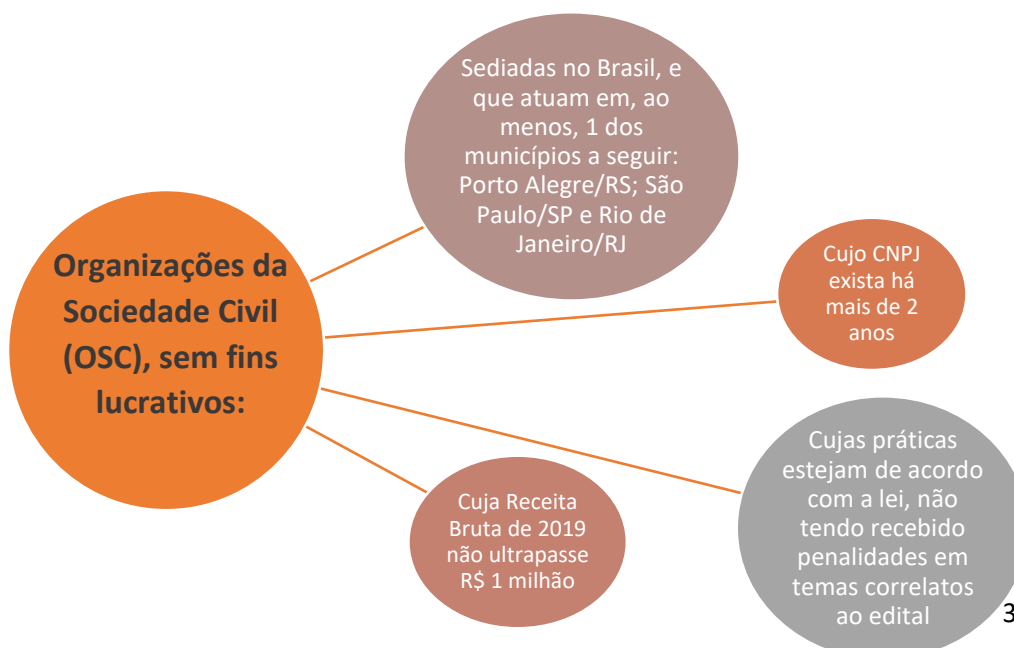 Sediadas no Brasil, e
que atuam em, ao
menos, 1 dos
municípios a seguir:
Porto Alegre/RS; São
Paulo/SP e Rio de
Janeiro/RJ
Organizações da
Sociedade Civil
(OSC), sem fins
lucrativos:
Cujo CNPJ
exista há
mais de 2
anos
Cujas práticas
estejam de acordo
com a lei, não
tendo recebido
penalidades em
temas correlatos
ao edital
Cuja Receita
Bruta de 2019
não ultrapasse
R$ 1 milhão
3